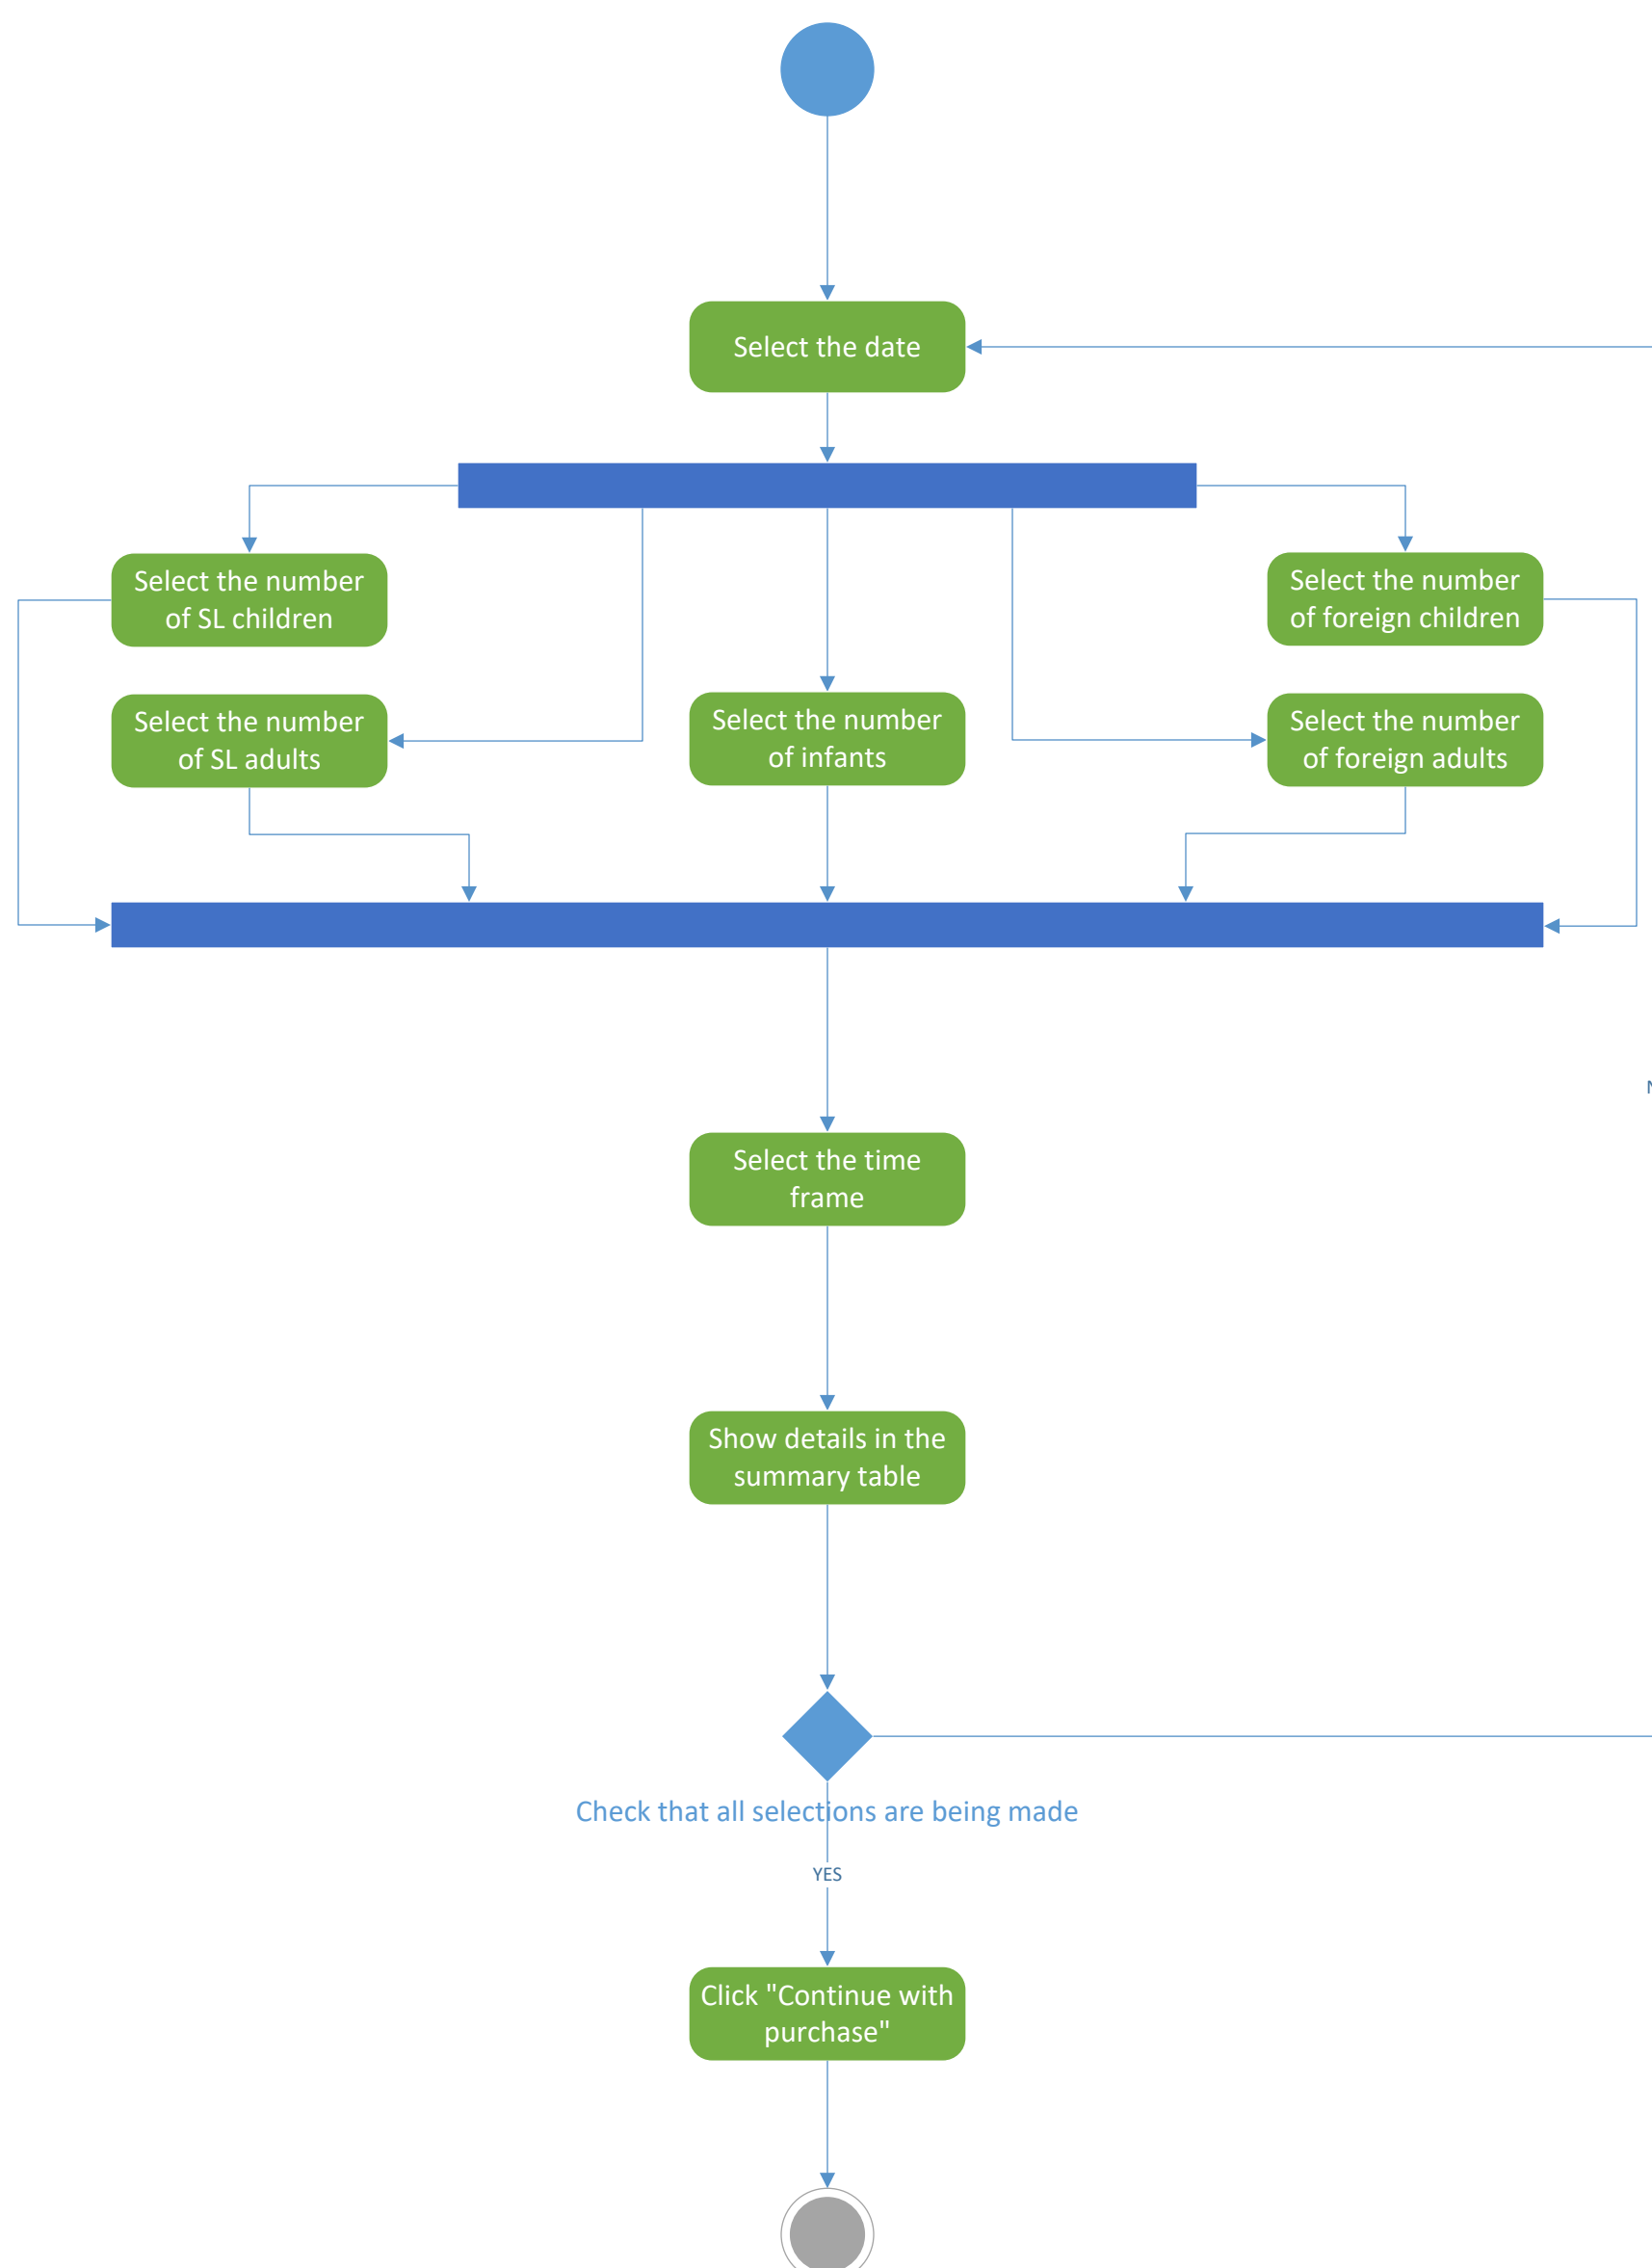 Select the date
Select the number
of SL children
Select the number
of foreign children
Select the number
of SL adults
Select the number
of infants
Select the number
of foreign adults
Select the time
frame
Show details in the
summary table
Check that all selections are being made
YES
Click "Continue with
purchase"